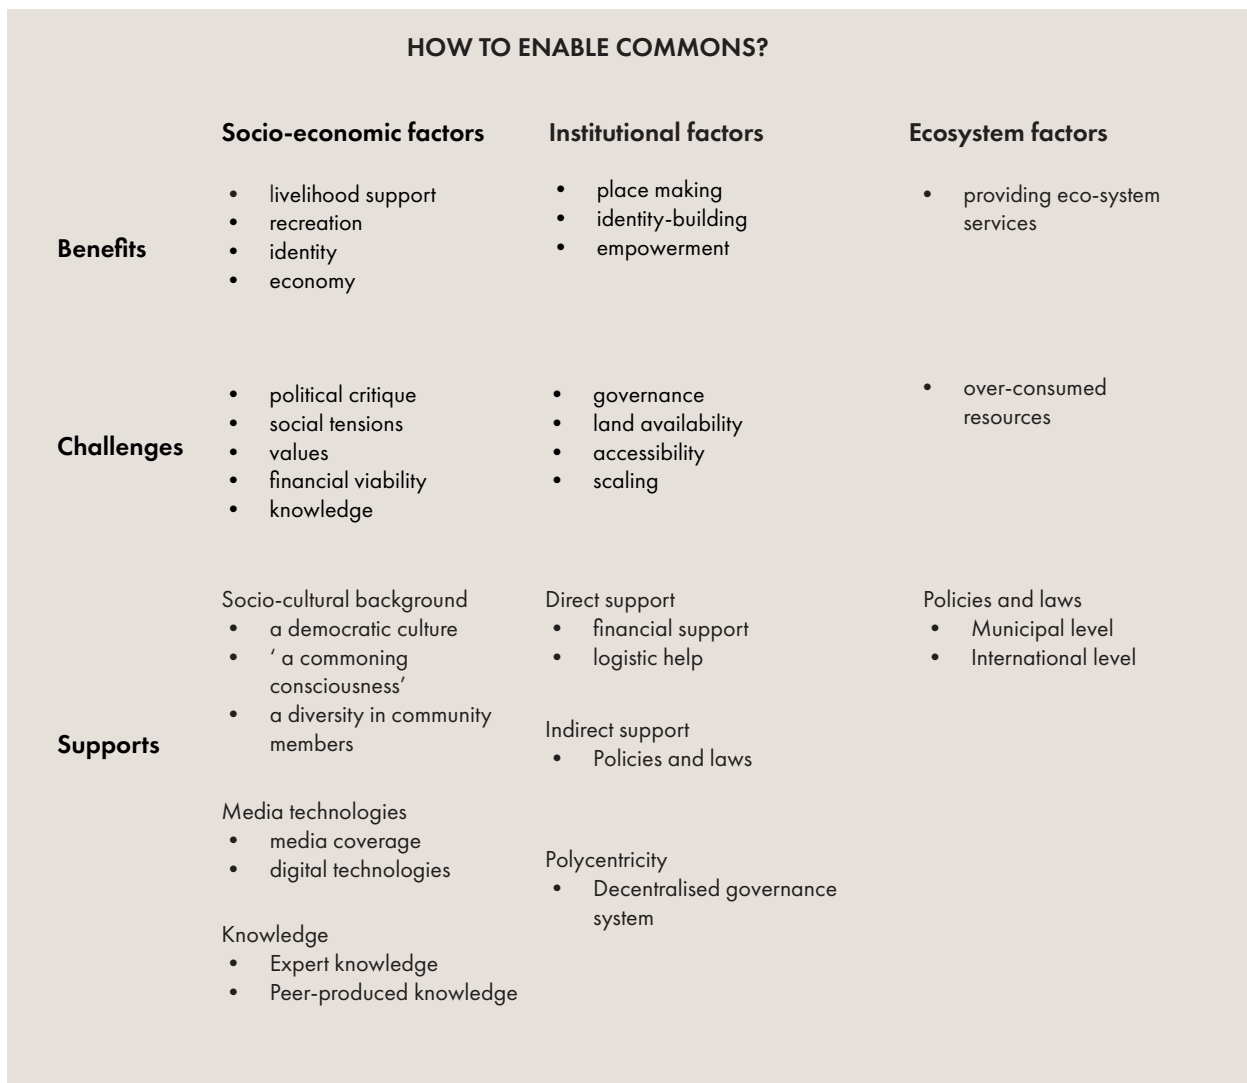 HOW TO ENABLE COMMONS?
Socio-economic factors
Institutional factors
Ecosystem factors
Benefits
• livelihood support
• recreation
• identity
• economy
• place making
• identity-building
• empowerment
• providing eco-system
services
Challenges
• political critique
• social tensions
• values
• financial viability
• knowledge
• governance
• land availability
• accessibility
• scaling
• over-consumed
resources
Supports
Socio-cultural background
• a democratic culture
• ‘ a commoning
consciousness’
• a diversity in community
members
Media technologies
• media coverage
• digital technologies
Knowledge
• Expert knowledge
• Peer-produced knowledge
Direct support
• financial support
• logistic help
Indirect support
• Policies and laws
Polycentricity
• Decentralised governance
system
Policies and laws
• Municipal level
• International level